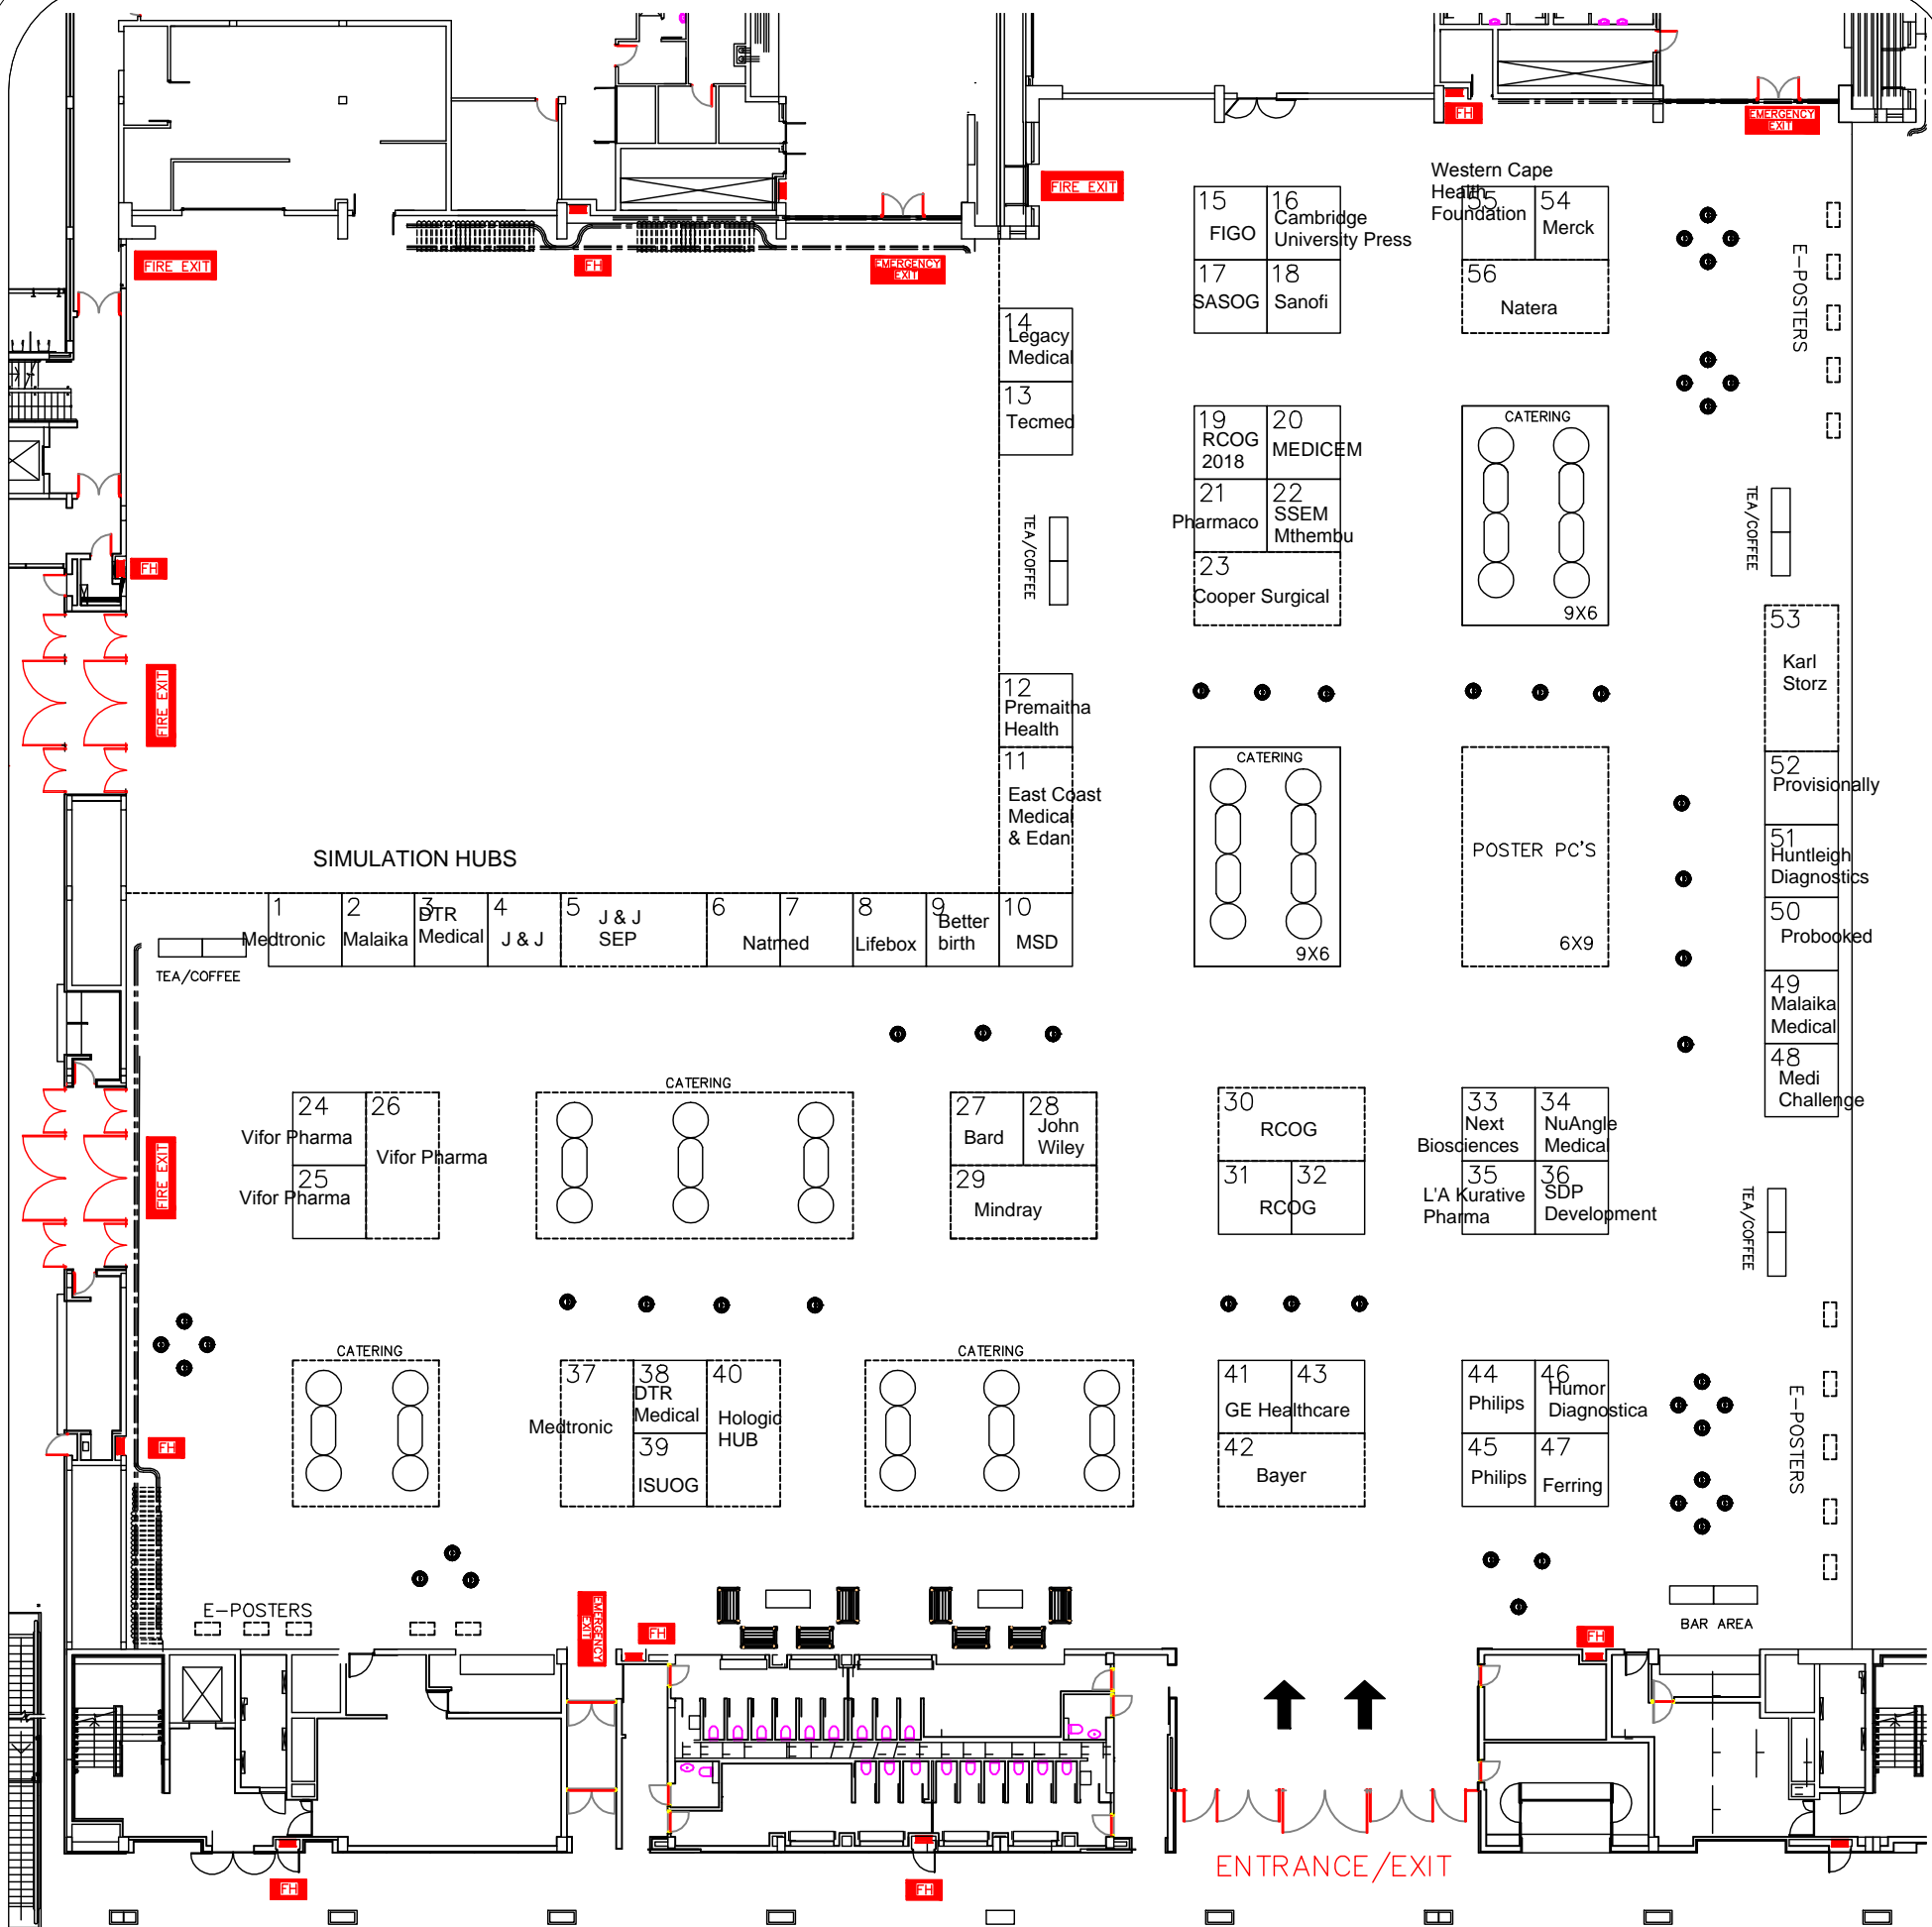 FH
EMERGENCY
EXIT
FIRE EXIT
FIRE EXIT
FH
EMERGENCY
EXIT
15
FIGO
16
Cambridge
University Press
17
SASOG
18
Sanofi
Western Cape
Health
Foundation
55
54
Merck
56
Natera
E-POSTERS
14
Legacy
Medical
13
Tecmed
TEA/COFFEE
19
RCOG
2018
20
MEDICEM
21
Pharmaco
22
SSEM
Mthembu
23
Cooper Surgical
CATERING
9X6
TEA/COFFEE
FH
FIRE EXIT
53
Karl
Storz
12
Premaitha
Health
11
East Coast
Medical
& Edan
CATERING
9X6
POSTER PC'S
6X9
52
Provisionally
51
Huntleigh
Diagnostics
50
Probooked
49
Malaika
Medical
48
Medi
Challenge
SIMULATION HUBS
1
Medtronic
2
Malaika
3
DTR
Medical
4
J & J
5
J & J
SEP
6
7
Natmed
8
Lifebox
9
Better
birth
10
MSD
TEA/COFFEE
FIRE EXIT
24
Vifor Pharma
25
Vifor Pharma
26
Vifor Pharma
CATERING
27
Bard
28
John
Wiley
29
Mindray
30
RCOG
31
32
RCOG
33
Next
Biosciences
34
NuAngle
Medical
35
L'A Kurative
Pharma
36
SDP
Development
TEA/COFFEE
CATERING
37
Medtronic
38
DTR
Medical
39
ISUOG
40
Hologic
HUB
CATERING
41
43
GE Healthcare
42
Bayer
44
Philips
45
Philips
46
Humor
Diagnostica
47
Ferring
E-POSTERS
FH
E-POSTERS
EMERGENCY
EXIT
FH
FH
BAR AREA
ENTRANCE/EXIT
FH
FH